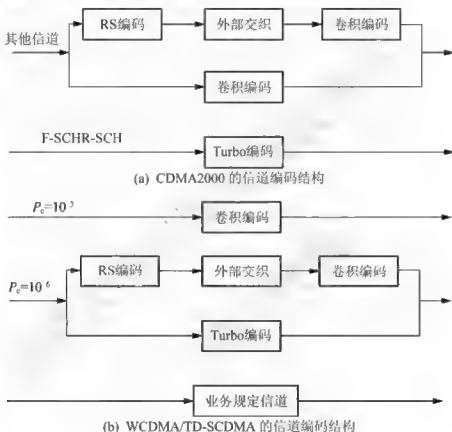 其他信道
RS编码 外部交织 卷积编码
卷积编码
F-SCHR-SCH
Turbo编码
(a) CDMA2000 的信道编码结构
Pe=10 3
卷积编码
RS编码 外部交织 卷积编码
Pe=10 6
Turbo编码
业务规定信道
(b) WCDMA/TD-SCDMA 的信道编码结构